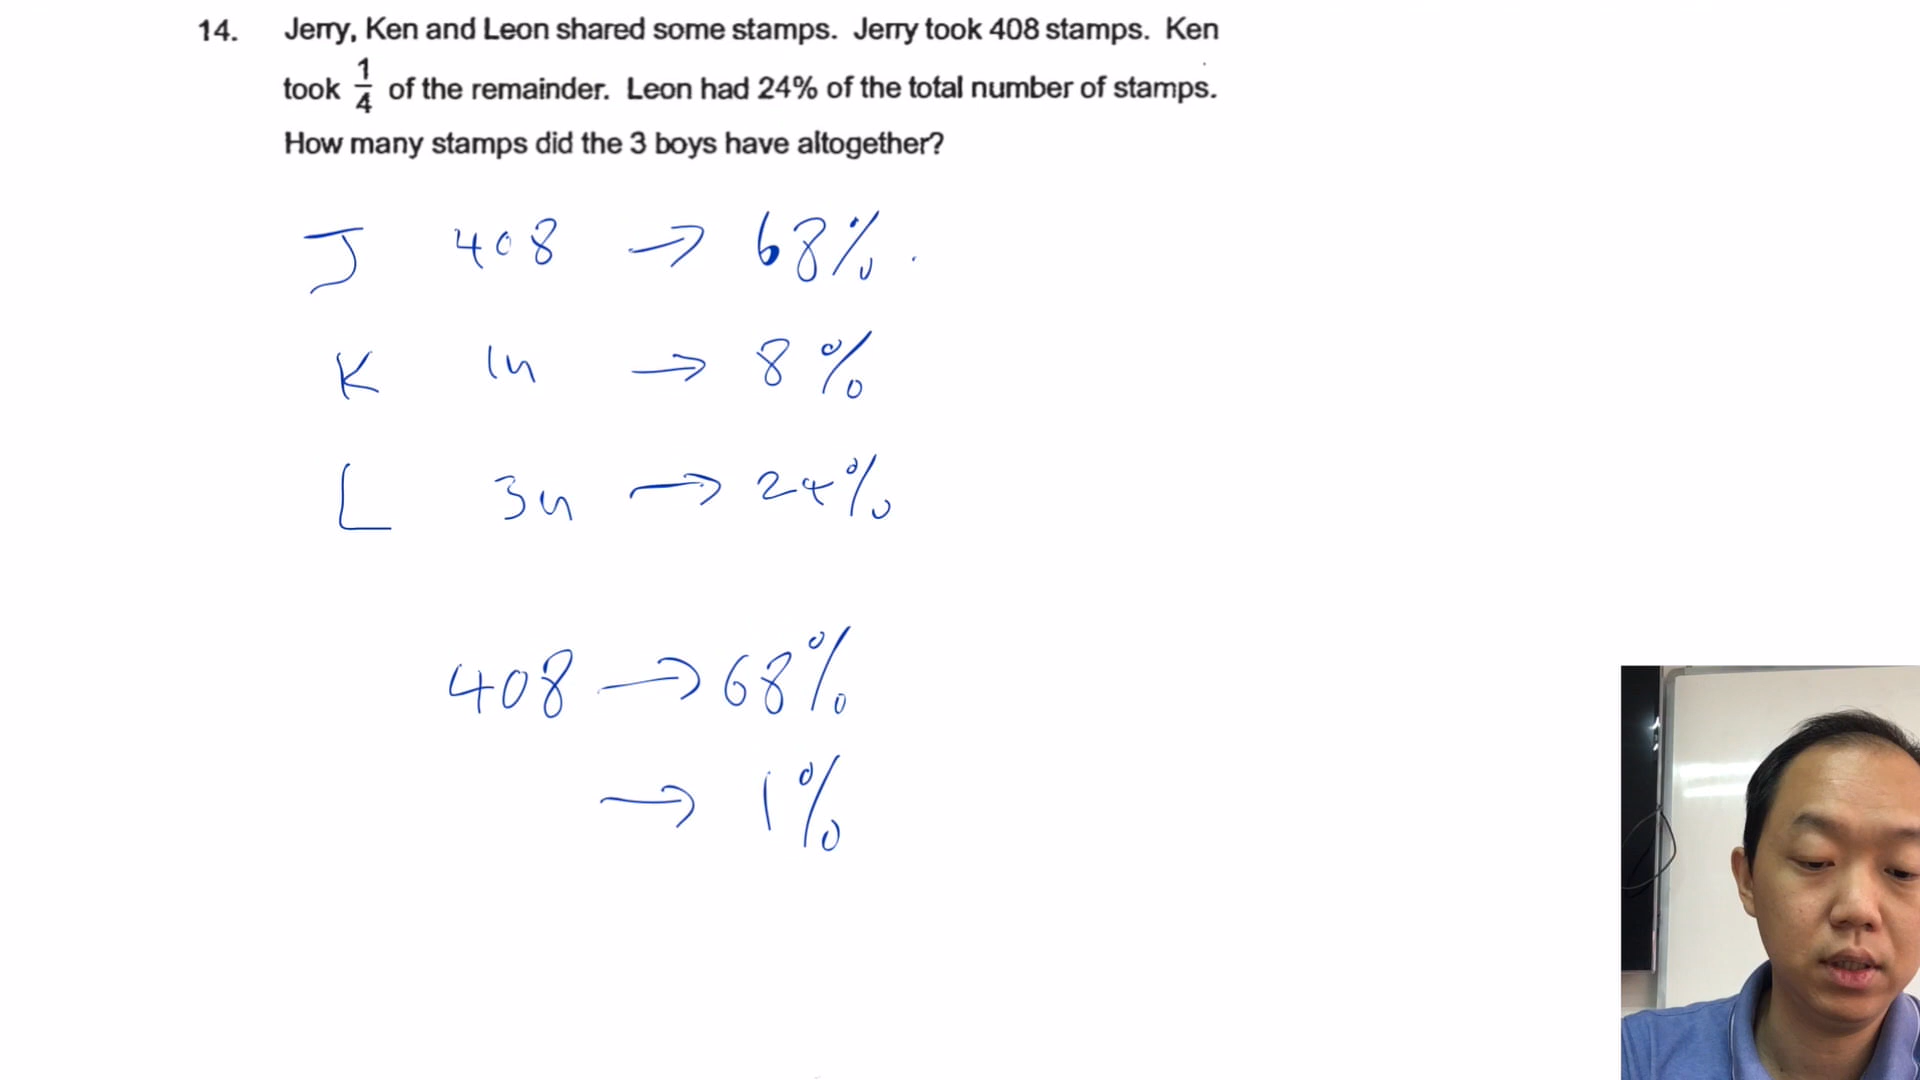 14. Jerry, Ken and Leon shared some stamps. Jerry took 408 stamps. Ken
took 1/4 of the remainder. Leon had 24% of the total number of stamps.
How many stamps did the 3 boys have altogether?
J 408 → 68%
K 1u → 8%
L 3u → 24%
408 → 68%
→ 1%